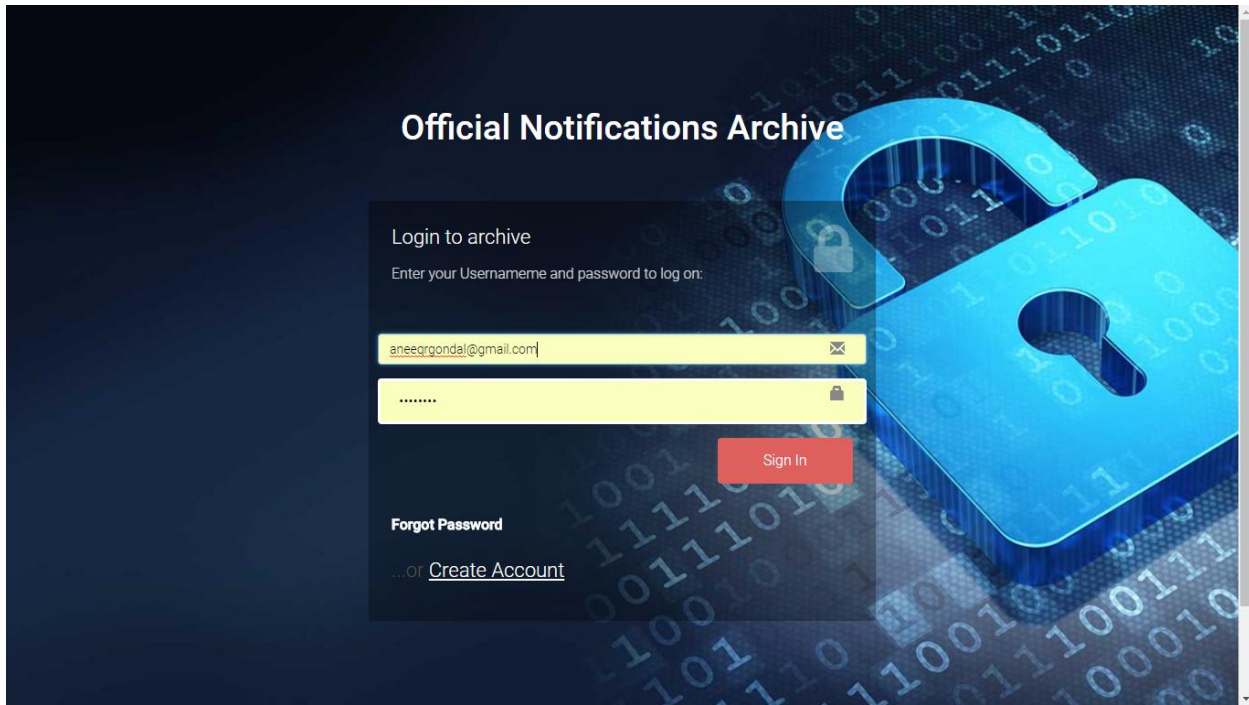 Official Notifications Archive
Login to archive
Enter your Usernameme and password to log on:
aneeqrgondal@gmail.com
........
Sign In
Forgot Password
...or Create Account